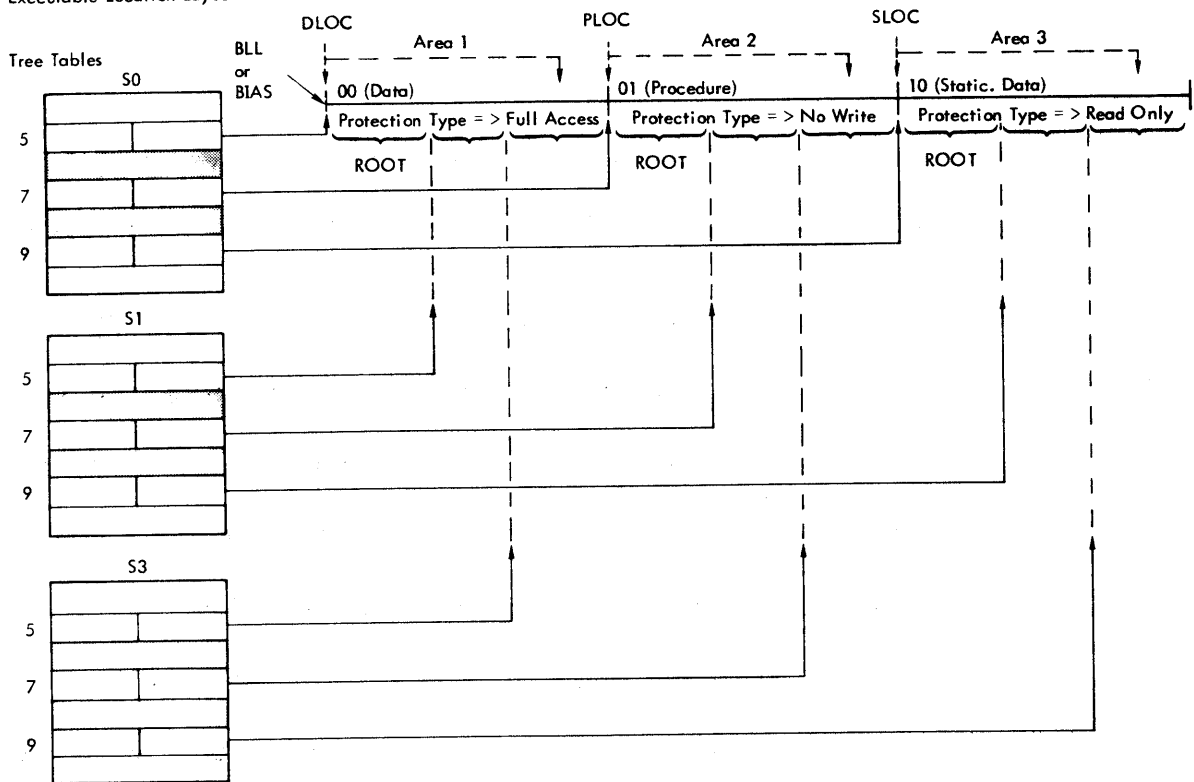 Executable Location
DLOC PLOC SLOC
Tree Tables
BLL
or
BIAS
Area 1 Area 2 Area 3
S0
00 (Data) 01 (Procedure) 10 (Static. Data)
Protection Type = > Full Access Protection Type = > No Write Protection Type = > Read Only
ROOT ROOT ROOT
5
7
9
S1
5
7
9
S3
5
7
9